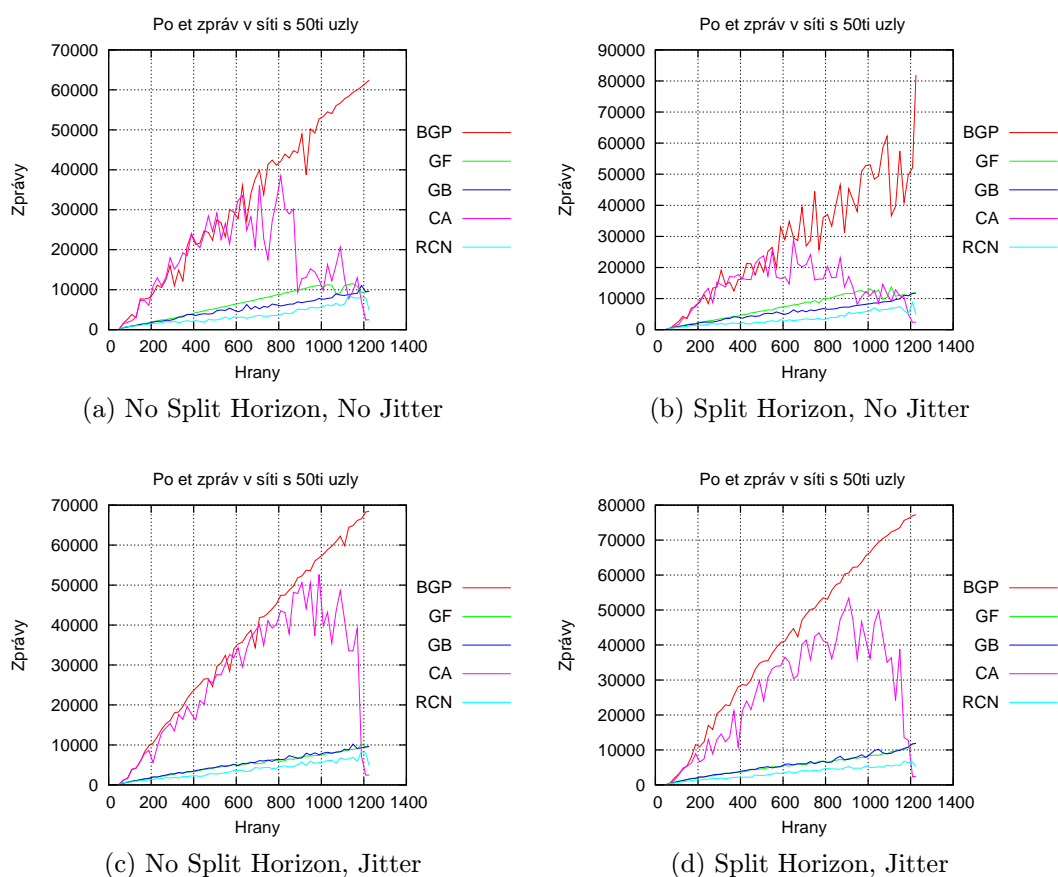 Po et zpráv v síti s 50ti uzly
70000
60000
50000
40000
30000
20000
10000
0
0 200 400 600 800 1000 1200 1400
Zprávy
Hrany
BGP
GF
GB
CA
RCN
(a) No Split Horizon, No Jitter
Po et zpráv v síti s 50ti uzly
90000
80000
70000
60000
50000
40000
30000
20000
10000
0
0 200 400 600 800 1000 1200 1400
Zprávy
Hrany
BGP
GF
GB
CA
RCN
(b) Split Horizon, No Jitter
Po et zpráv v síti s 50ti uzly
70000
60000
50000
40000
30000
20000
10000
0
0 200 400 600 800 1000 1200 1400
Zprávy
Hrany
BGP
GF
GB
CA
RCN
(c) No Split Horizon, Jitter
Po et zpráv v síti s 50ti uzly
80000
70000
60000
50000
40000
30000
20000
10000
0
0 200 400 600 800 1000 1200 1400
Zprávy
Hrany
BGP
GF
GB
CA
RCN
(d) Split Horizon, Jitter